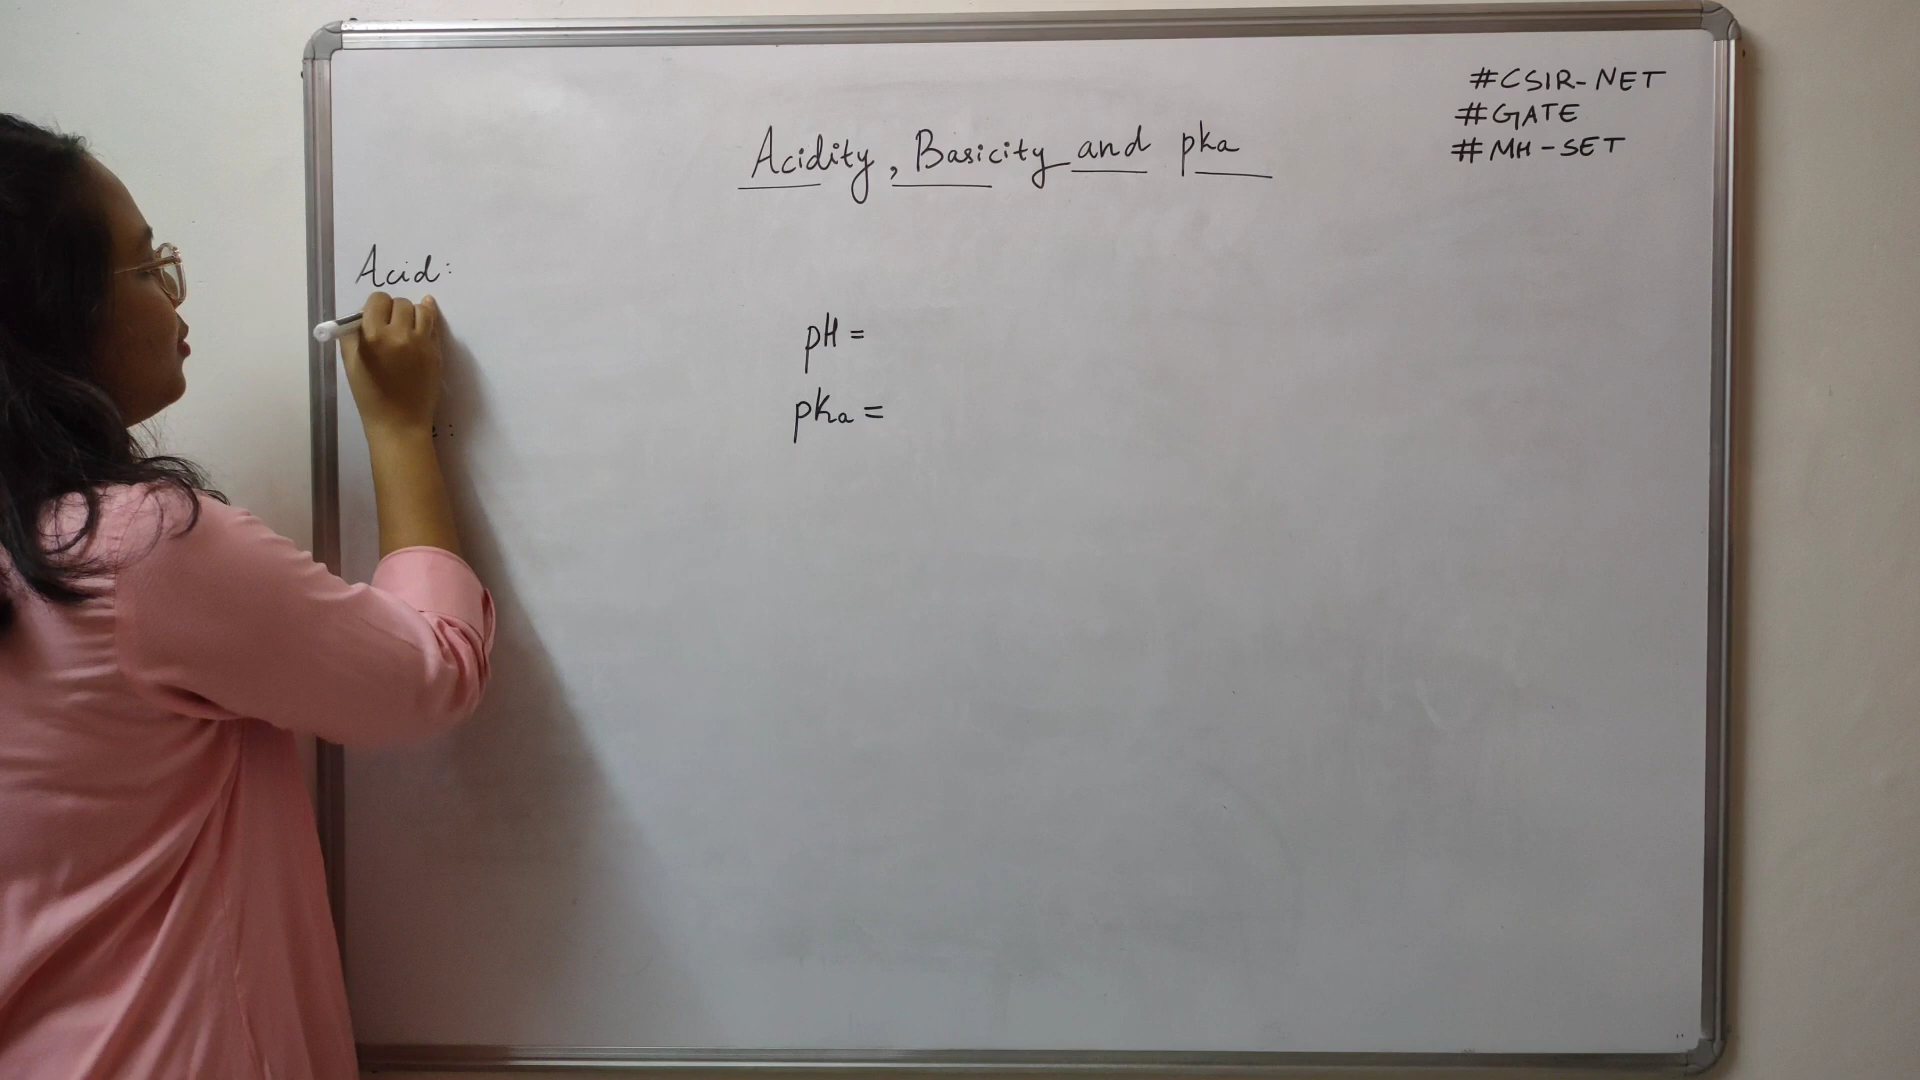 #CSIR-NET
#GATE
#MH-SET
Acidity, Basicity and pka
Acid:
pH =
pKa =